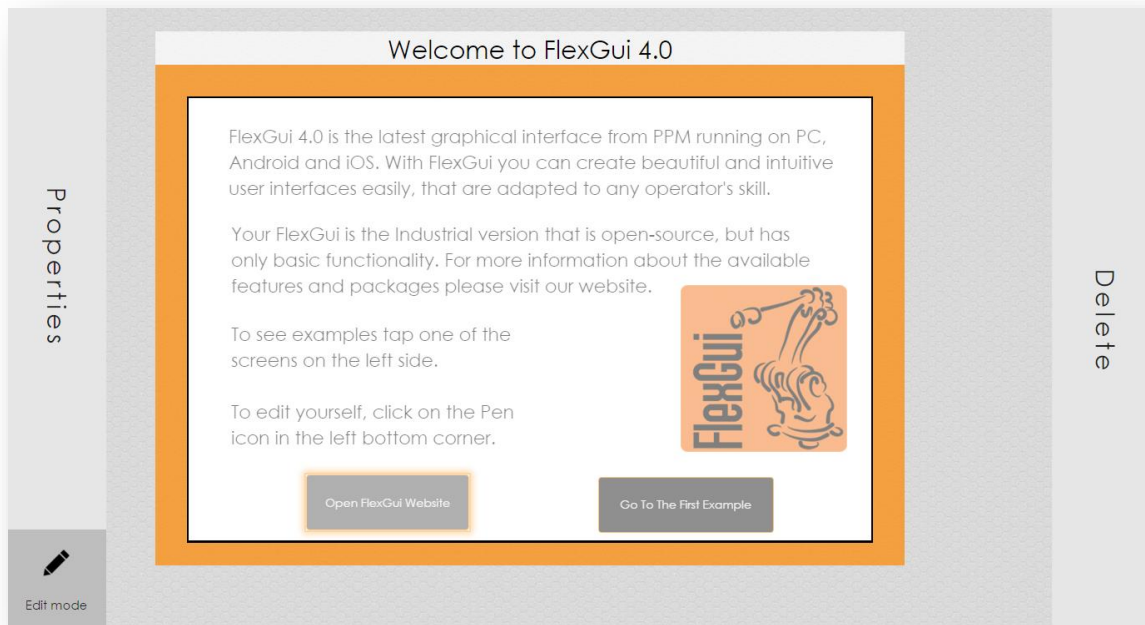 Welcome to FlexGui 4.0
FlexGui 4.0 is the latest graphical interface from PPM running on PC,
Android and iOS. With FlexGui you can create beautiful and intuitive
user interfaces easily, that are adapted to any operator's skill.
Your FlexGui is the Industrial version that is open-source, but has
only basic functionality. For more information about the available
features and packages please visit our website.
To see examples tap one of the
screens on the left side.
To edit yourself, click on the Pen
icon in the left bottom corner.
FlexGui
Open FlexGui Website
Go To The First Example
Properties
Edit mode
Delete